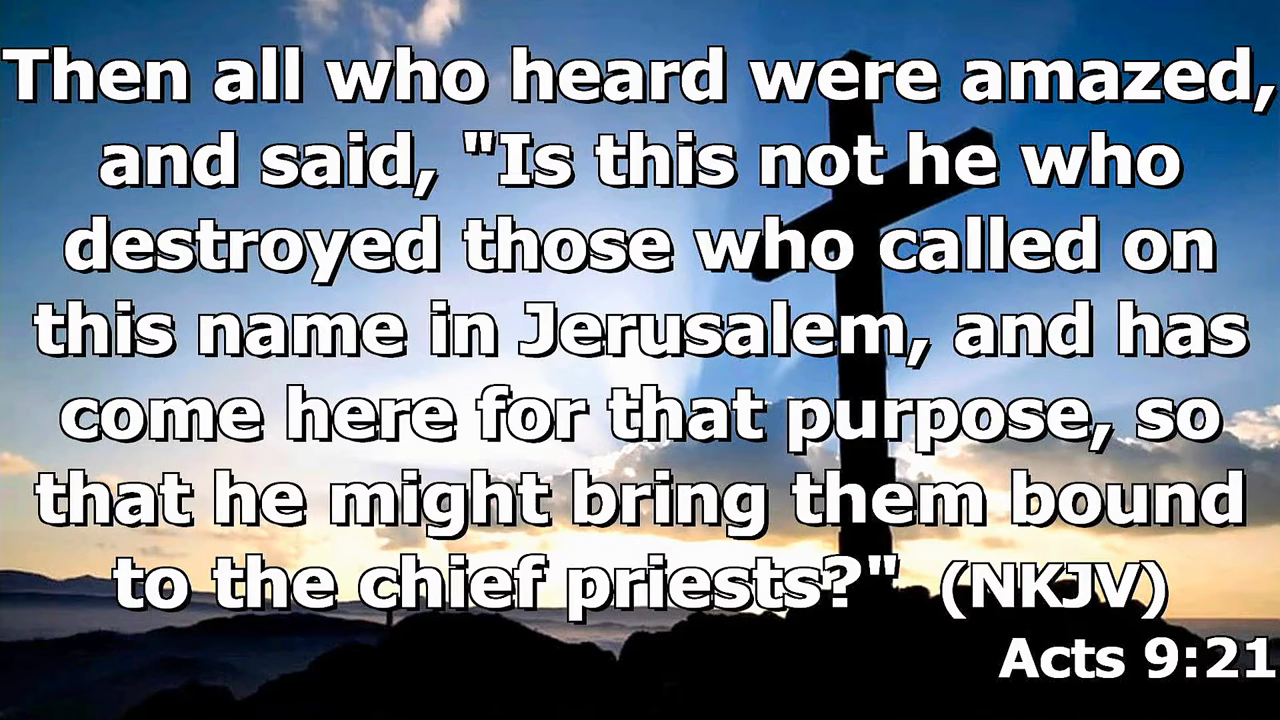 Then all who heard were amazed,
and said, "Is this not he who
destroyed those who called on
this name in Jerusalem, and has
come here for that purpose, so
that he might bring them bound
to the chief priests?" (NKJV)
Acts 9:21